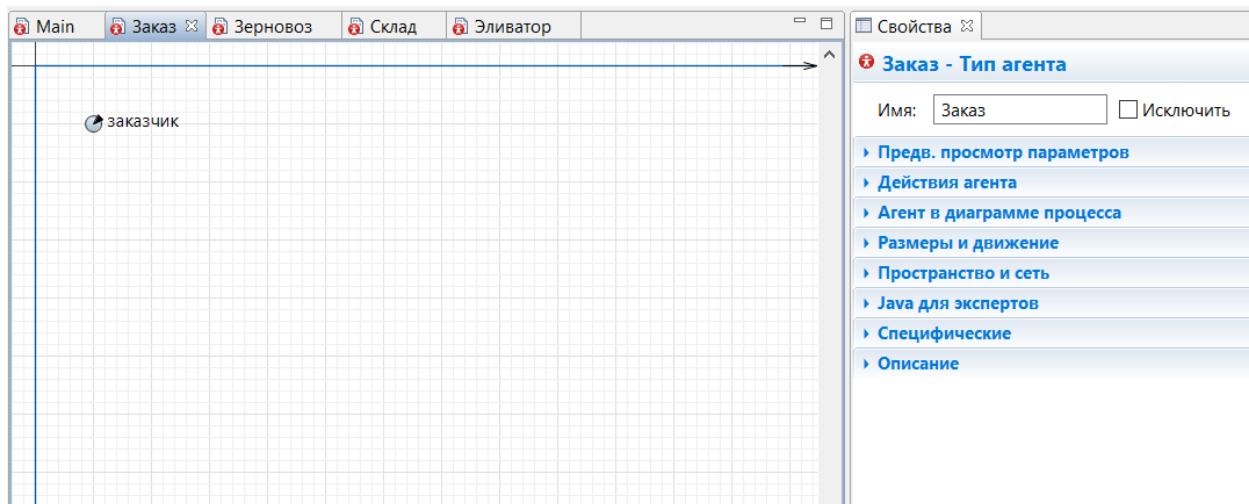 Main Заказ Зерновоз Склад Эливатор
Свойства
Заказ - Тип агента
заказчик
Имя: Заказ Исключить
Предв. просмотр параметров
Действия агента
Агент в диаграмме процесса
Размеры и движение
Пространство и сеть
Java для экспертов
Специфические
Описание